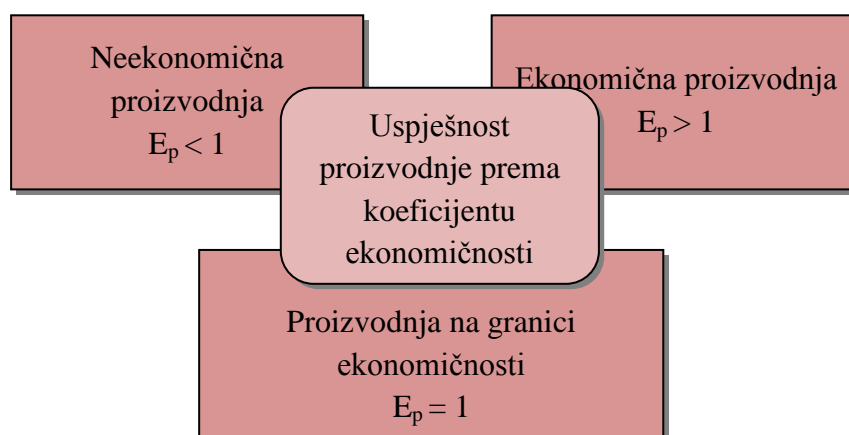 Neekonomična
proizvodnja
Eₚ < 1
Ekonomična proizvodnja
Eₚ > 1
Uspješnost
proizvodnje prema
koeficijentu
ekonomičnosti
Proizvodnja na granici
ekonomičnosti
Eₚ = 1